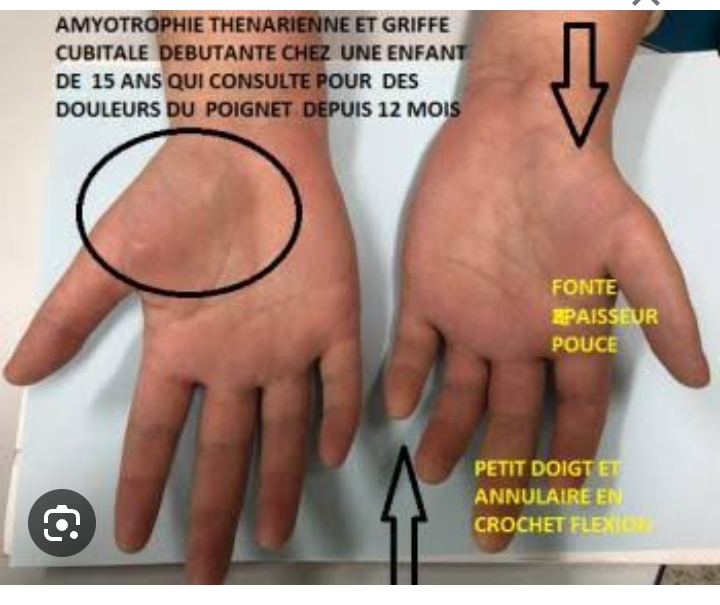 AMYOTROPHIE THENARIENNE ET GRIFFE
CUBITALE DEBUTANTE CHEZ UNE ENFANT
DE 15 ANS QUI CONSULTE POUR DES
DOULEURS DU POIGNET DEPUIS 12 MOIS
FONTE
POUCE
PETIT DOIGT ET
ANNULAIRE EN
CROCHET FLEXION